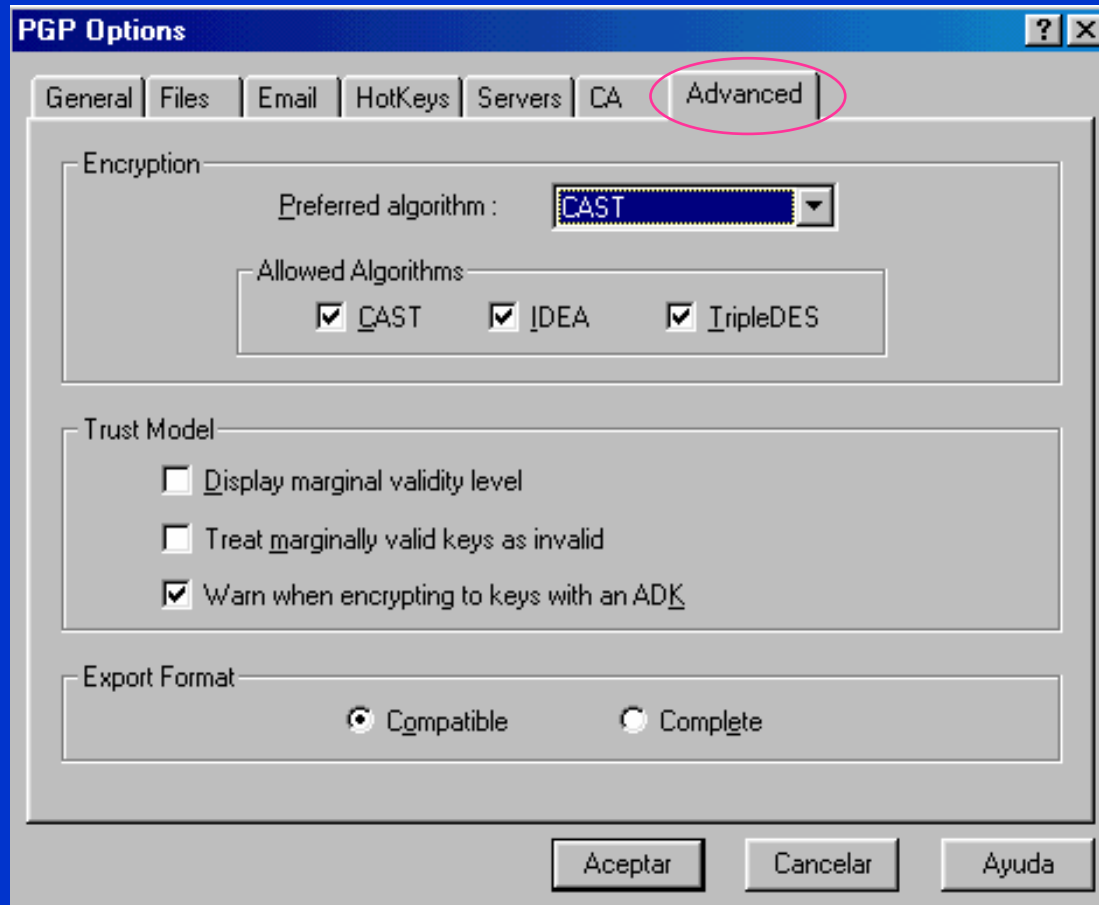 PGP Options
General Files Email HotKeys Servers CA Advanced
Encryption
Preferred algorithm : CAST
Allowed Algorithms
CAST IDEA TripleDES
Trust Model
Display marginal validity level
Treat marginally valid keys as invalid
Warn when encrypting to keys with an ADK
Export Format
Compatible Complete
Aceptar Cancelar Ayuda